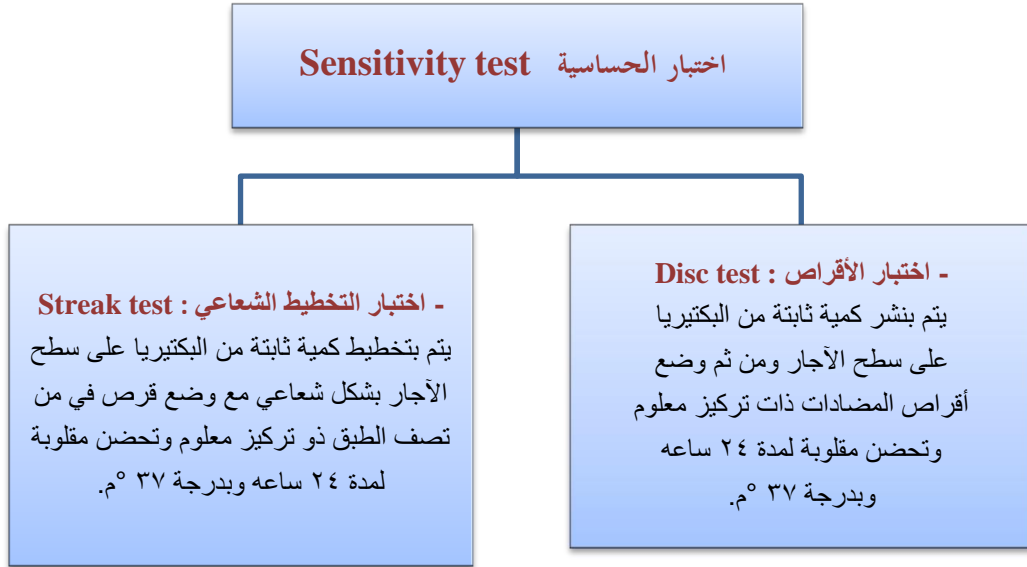 اختبار الحساسية Sensitivity test
- اختبار الأقراص : Disc test
يتم بنشر كمية ثابتة من البكتيريا
على سطح الآجار ومن ثم وضع
أقراص المضادات ذات تركيز معلوم
وتحضن مقلوبة لمدة ٢٤ ساعه
وبدرجة ٣٧ °م.
- اختبار التخطيط الشعاعي : Streak test
يتم بتخطيط كمية ثابتة من البكتيريا على سطح
الآجار بشكل شعاعي مع وضع قرص في من
تصف الطبق ذو تركيز معلوم وتحضن مقلوبة
لمدة ٢٤ ساعه وبدرجة ٣٧ °م.